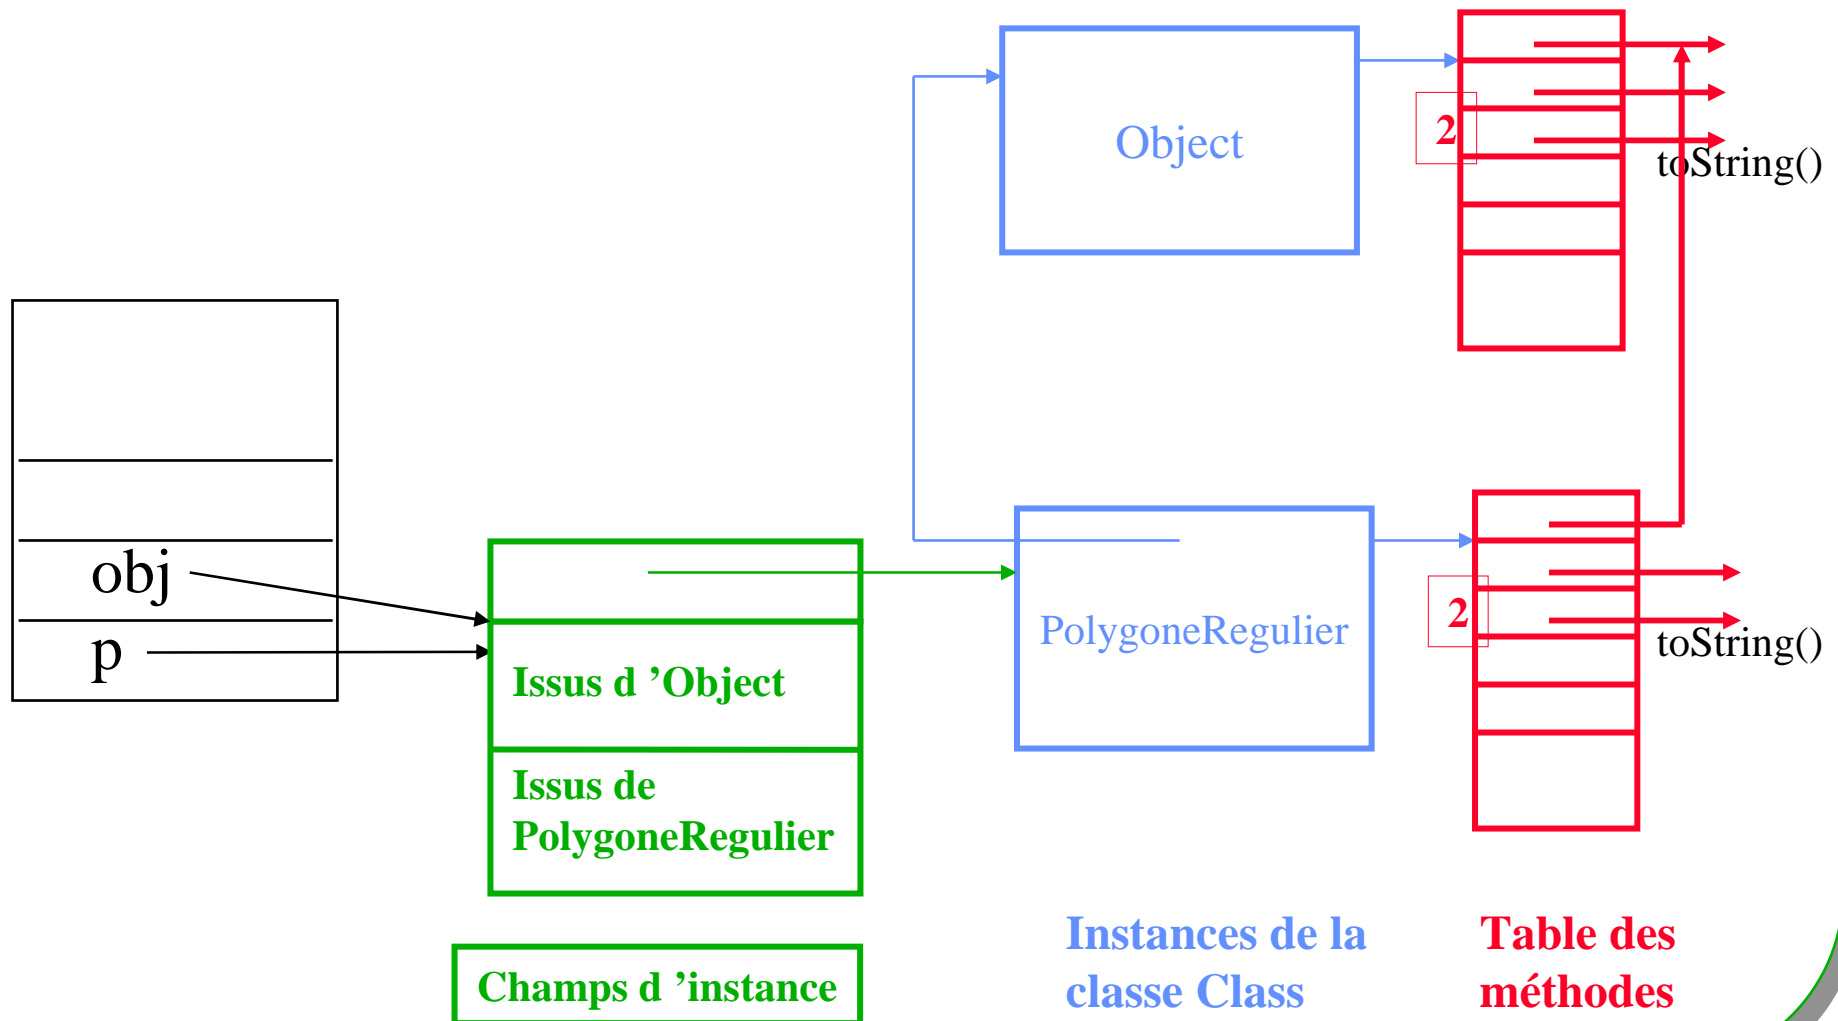 Object
2
toString()
obj
p
Issus d ’Object
Issus de
PolygoneRegulier
PolygoneRegulier
2
toString()
Champs d ’instance
Instances de la
classe Class
Table des
méthodes